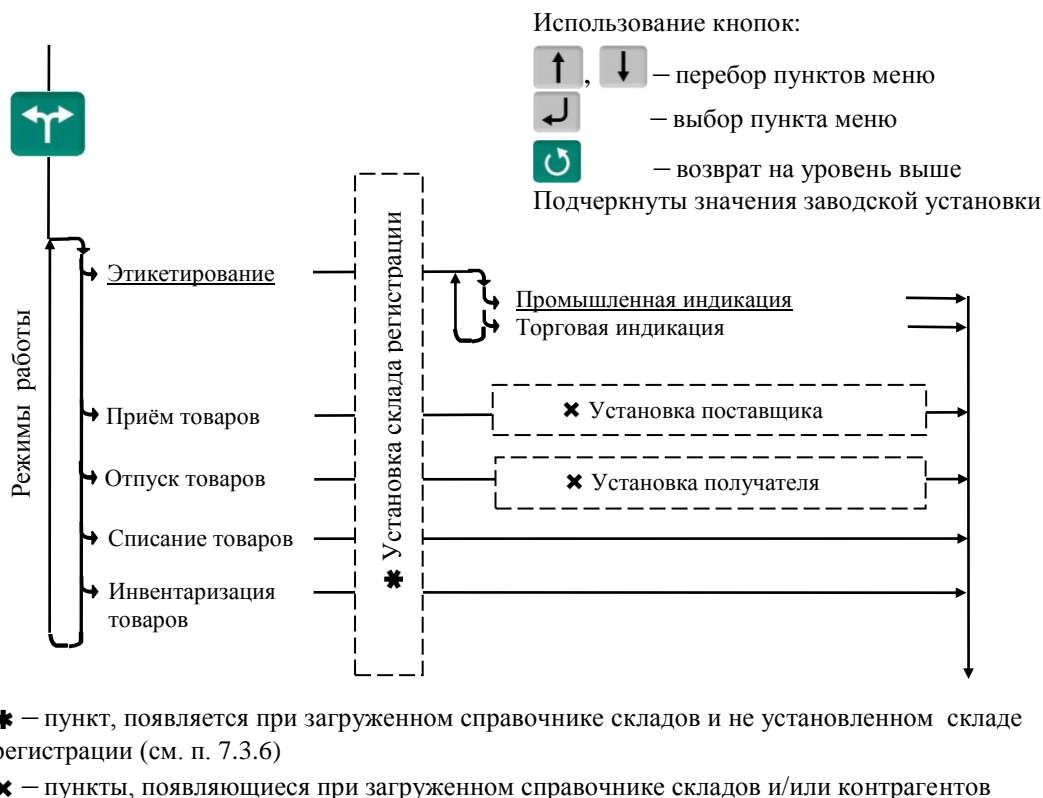 Использование кнопок:
, — перебор пунктов меню
— выбор пункта меню
— возврат на уровень выше
Подчеркнуты значения заводской установки
Режимы работы
Этикетирование
Приём товаров
Отпуск товаров
Списание товаров
Инвентаризация
товаров
✱ Установка склада регистрации
Промышленная индикация
Торговая индикация
✖ Установка поставщика
✖ Установка получателя
✱ — пункт, появляется при загруженном справочнике складов и не установленном складе
регистрации (см. п. 7.3.6)
✖ — пункты, появляющиеся при загруженном справочнике складов и/или контрагентов